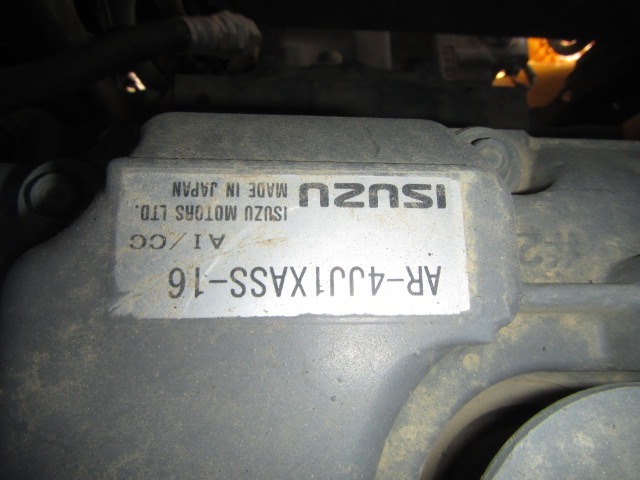 AR-4JJ1XASS-16
AI/CC
ISUZU
ISUZU MOTORS LTD.
MADE IN JAPAN